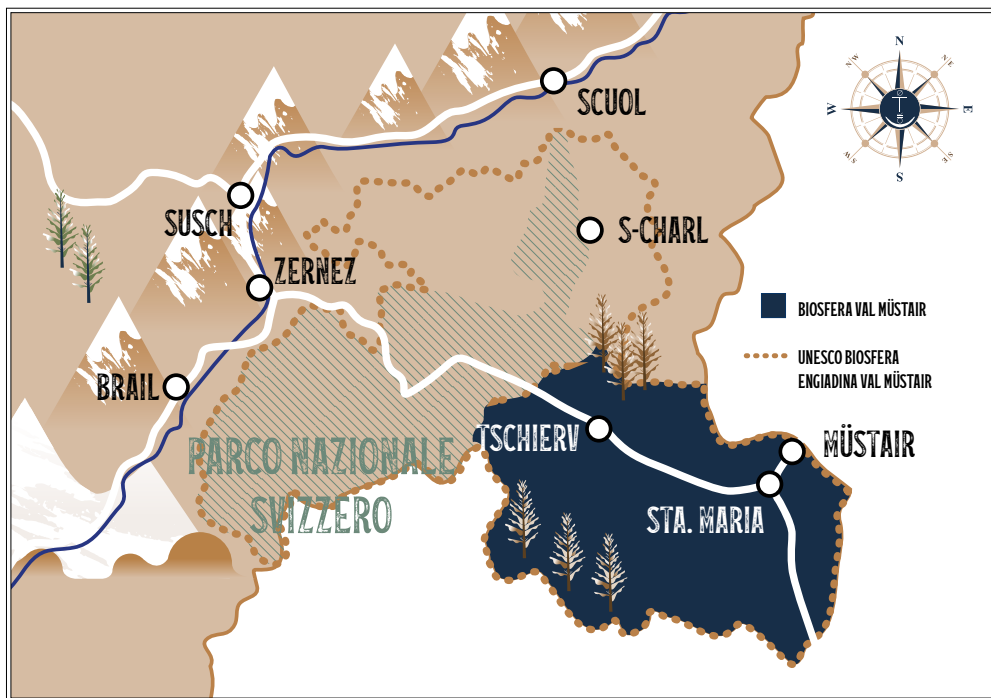 N
N/W
N/E
W
E
S/W
S/E
S
SCUOL
SUSCH
S-CHARL
ZERNEZ
BIOSFERA VAL MÜSTAIR
UNESCO BIOSFERA
ENGIADINA VAL MÜSTAIR
BRAIL
TSCHIERV
MÜSTAIR
PARCO NAZIONALE
SVIZZERO
STA. MARIA